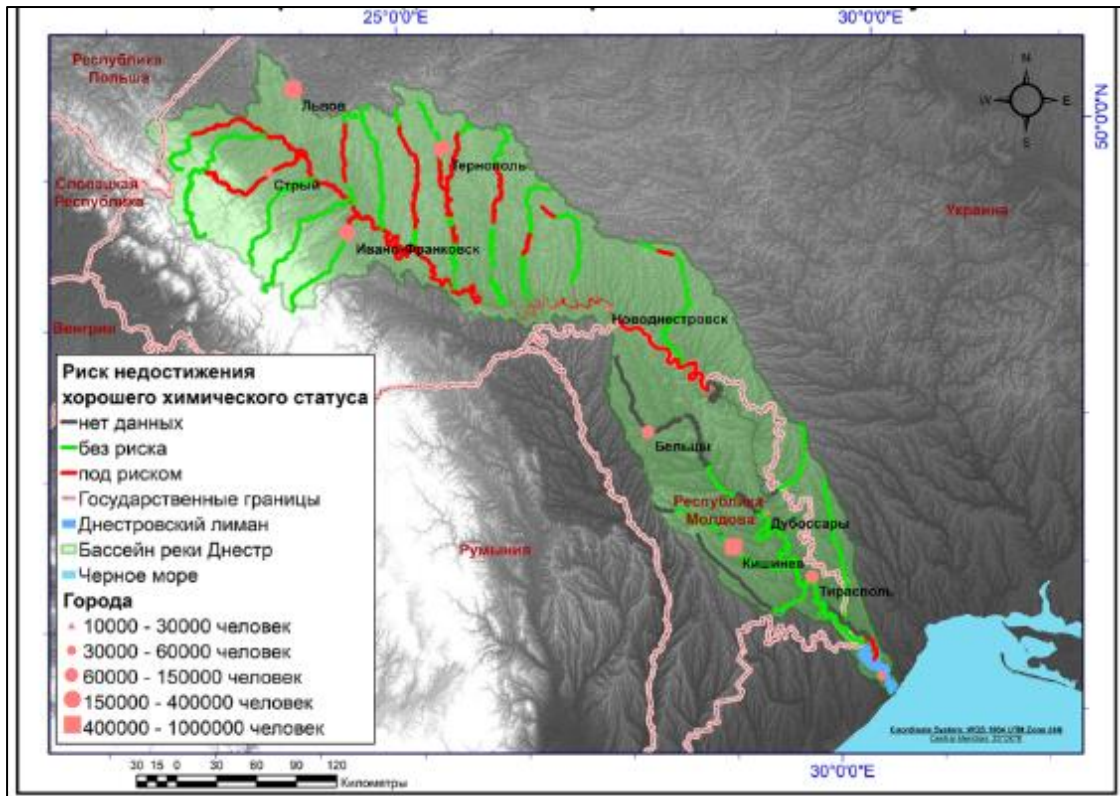 25°0'0"E
30°0'0"E
Республика
Польша
Львов
N
W
E
S
50°0'0"N
Тернополь
Словацкая
Республика
Стрый
Украина
Ивано-Франковск
Венгрия
Новоднестровск
Риск недостижения
хорошего химического статуса
нет данных
без риска
под риском
Государственные границы
Днестровский лиман
Бассейн реки Днестр
Черное море
Города
10000 - 30000 человек
30000 - 60000 человек
60000 - 150000 человек
150000 - 400000 человек
400000 - 1000000 человек
Бельцы
Республика
Молдова
Дубоссары
Румыния
Кишинев
Тирасполь
30 15 0 30 60 90 120
Километры
30°0'0"E